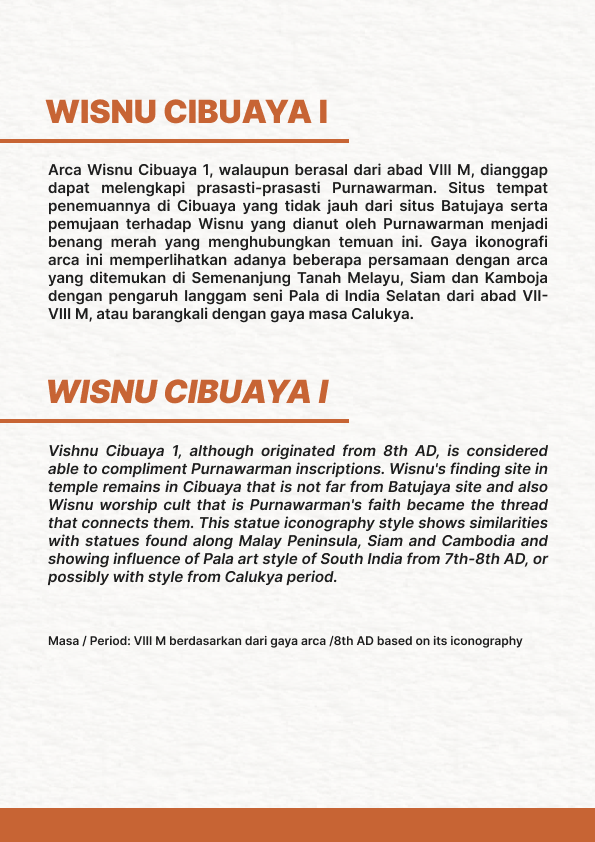 WISNU CIBUAYA I
Arca Wisnu Cibuaya 1, walaupun berasal dari abad VIII M, dianggap
dapat melengkapi prasasti-prasasti Purnawarman. Situs tempat
penemuannya di Cibuaya yang tidak jauh dari situs Batujaya serta
pemujaan terhadap Wisnu yang dianut oleh Purnawarman menjadi
benang merah yang menghubungkan temuan ini. Gaya ikonografi
arca ini memperlihatkan adanya beberapa persamaan dengan arca
yang ditemukan di Semenanjung Tanah Melayu, Siam dan Kamboja
dengan pengaruh langgam seni Pala di India Selatan dari abad VII-
VIII M, atau barangkali dengan gaya masa Calukya.
WISNU CIBUAYA I
Vishnu Cibuaya 1, although originated from 8th AD, is considered
able to compliment Purnawarman inscriptions. Wisnu's finding site in
temple remains in Cibuaya that is not far from Batujaya site and also
Wisnu worship cult that is Purnawarman's faith became the thread
that connects them. This statue iconography style shows similarities
with statues found along Malay Peninsula, Siam and Cambodia and
showing influence of Pala art style of South India from 7th-8th AD, or
possibly with style from Calukya period.
Masa / Period: VIII M berdasarkan dari gaya arca /8th AD based on its iconography